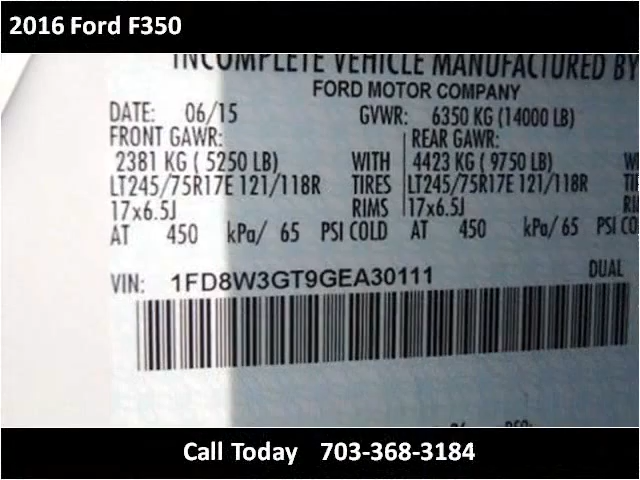 2016 Ford F350
INCOMPLETE VEHICLE MANUFACTURED BY
FORD MOTOR COMPANY
DATE: 06/15 GVWR: 6350 KG (14000 LB)
FRONT GAWR: REAR GAWR:
2381 KG ( 5250 LB) WITH 4423 KG ( 9750 LB)
LT245/75R17E 121/118R TIRES LT245/75R17E 121/118R
17x6.5J RIMS 17x6.5J
AT 450 kPa/ 65 PSI COLD AT 450 kPa/ 65 PSI CO
VIN: 1FD8W3GT9GEA30111 DUAL
Call Today 703-368-3184